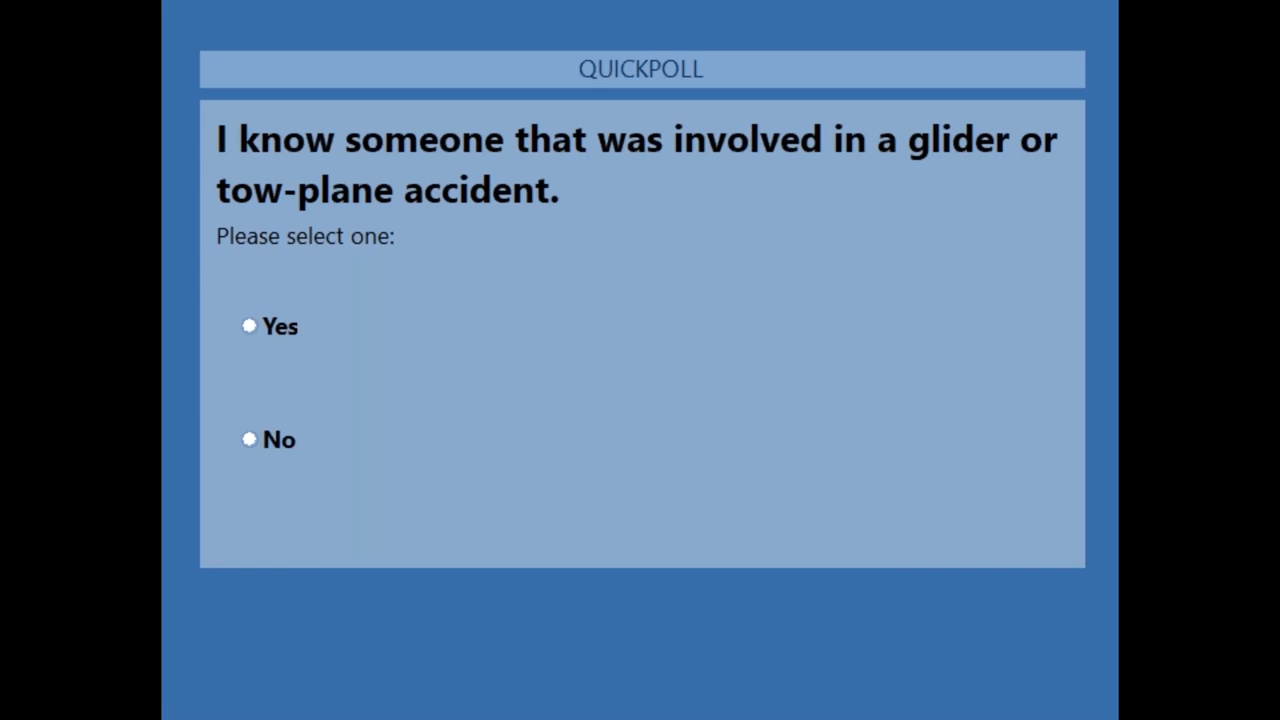 QUICKPOLL
I know someone that was involved in a glider or
tow-plane accident.
Please select one:
Yes
No